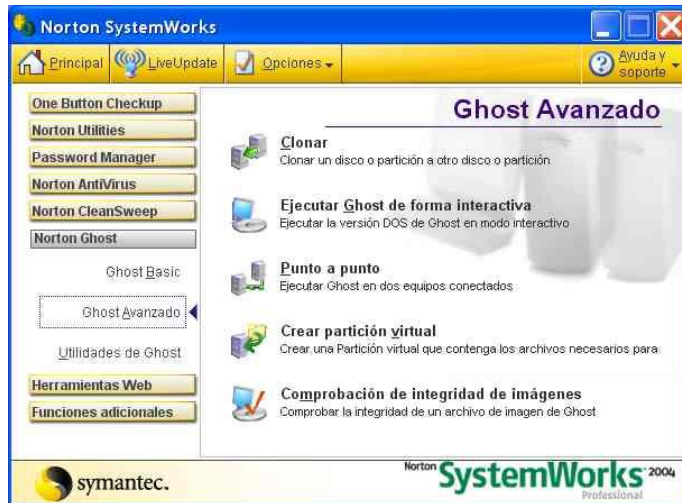 Norton SystemWorks
Principal LiveUpdate Opciones Ayuda y soporte
One Button Checkup
Norton Utilities
Password Manager
Norton AntiVirus
Norton CleanSweep
Norton Ghost
Ghost Basic
Ghost Avanzado
Utilidades de Ghost
Herramientas Web
Funciones adicionales
Ghost Avanzado
Clonar
Clonar un disco o partición a otro disco o partición
Ejecutar Ghost de forma interactiva
Ejecutar la versión DOS de Ghost en modo interactivo
Punto a punto
Ejecutar Ghost en dos equipos conectados
Crear partición virtual
Crear una Partición virtual que contenga los archivos necesarios para
Comprobación de integridad de imágenes
Comprobar la integridad de un archivo de imagen de Ghost
symantec.
Norton SystemWorks 2004
Professional